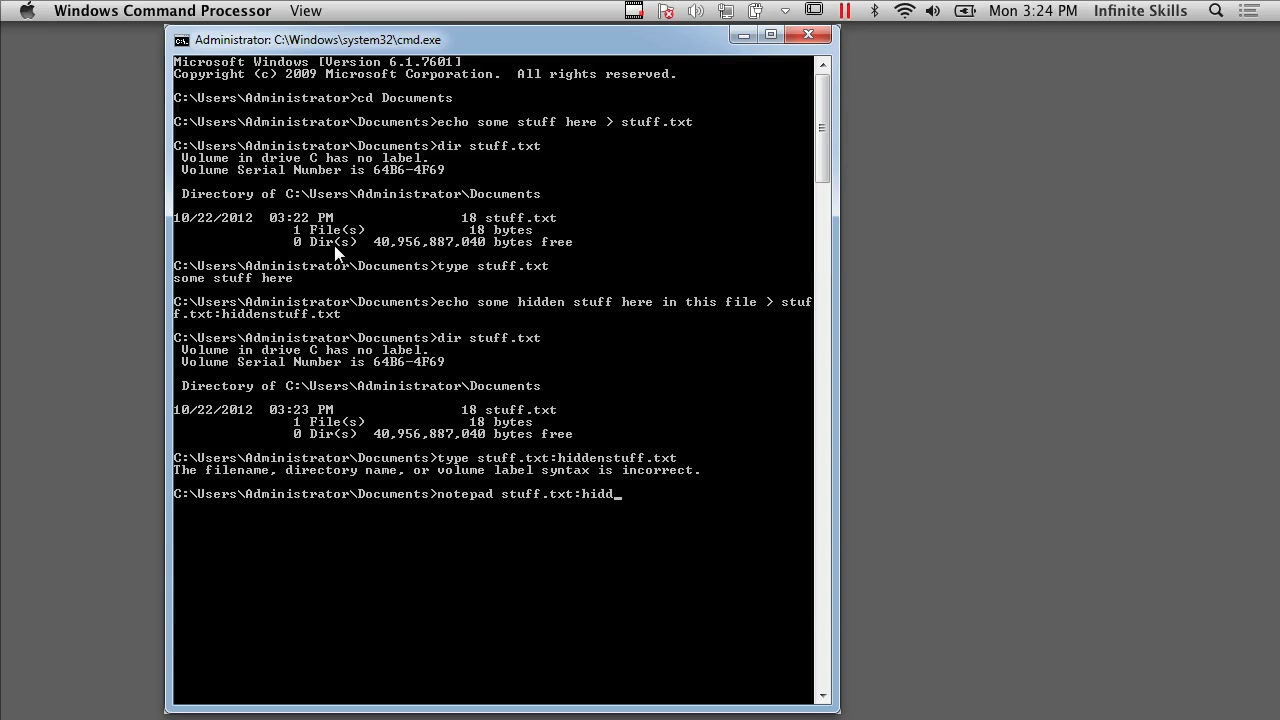 Windows Command Processor View Mon 3:24 PM Infinite Skills
Administrator: C:\Windows\system32\cmd.exe
Microsoft Windows [Version 6.1.7601]
Copyright (c) 2009 Microsoft Corporation.  All rights reserved.
C:\Users\Administrator>cd Documents
C:\Users\Administrator\Documents>echo some stuff here > stuff.txt
C:\Users\Administrator\Documents>dir stuff.txt
Volume in drive C has no label.
Volume Serial Number is 64B6-4F69
Directory of C:\Users\Administrator\Documents
10/22/2012  03:22 PM                18 stuff.txt
1 File(s)             18 bytes
0 Dir(s)  40,956,887,040 bytes free
C:\Users\Administrator\Documents>type stuff.txt
some stuff here
C:\Users\Administrator\Documents>echo some hidden stuff here in this file > stuf
f.txt:hiddenstuff.txt
C:\Users\Administrator\Documents>dir stuff.txt
Volume in drive C has no label.
Volume Serial Number is 64B6-4F69
Directory of C:\Users\Administrator\Documents
10/22/2012  03:23 PM                18 stuff.txt
1 File(s)             18 bytes
0 Dir(s)  40,956,887,040 bytes free
C:\Users\Administrator\Documents>type stuff.txt:hiddenstuff.txt
The filename, directory name, or volume label syntax is incorrect.
C:\Users\Administrator\Documents>notepad stuff.txt:hidd_